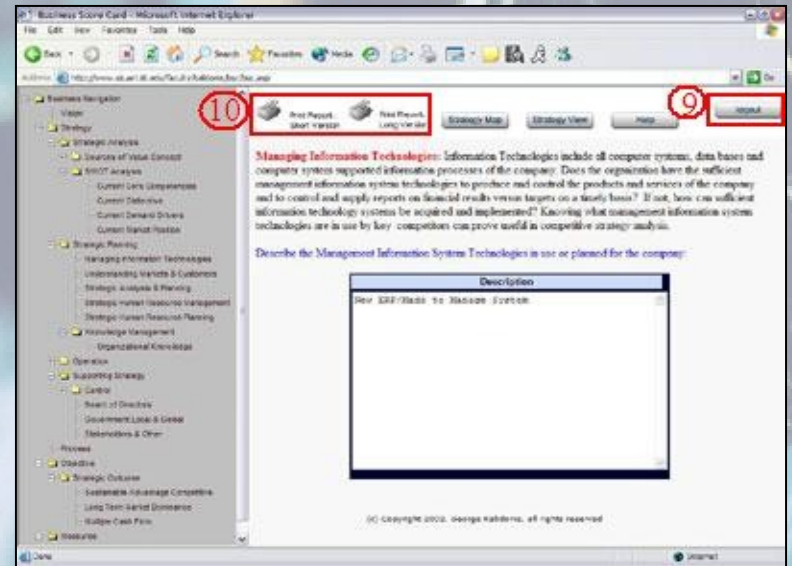 Business Score Card - Microsoft Internet Explorer
File Edit View Favorites Tools Help
Back Search Favorites Media
Address Go
Business Navigator
Vision
Strategy
Strategic Analysis
Sources of Value Concept
SWOT Analysis
Current Core Competencies
Current Defective
Current Demand Drivers
Current Market Position
Strategic Planning
Managing Information Technologies
Understanding Markets & Customers
Strategic Analysis & Planning
Strategic Human Resource Management
Strategic Human Resource Planning
Knowledge Management
Organizational Knowledge
Operation
Supporting Strategy
Control
Board of Directors
Government Local & Global
Stakeholders & Other
Process
Objective
Strategic Outcome
Sustainable Advantage Competitive
Long Term Market Dominance
Multiple Cash Flow
Measures
10
Print Report Short Version
Print Report Long Version
Strategy Map
Strategy View
Help
9
logout
Managing Information Technologies: Information Technologies include all computer systems, data bases and
computer system supported information processes of the company. Does the organization have the sufficient
management information system technologies to produce and control the products and services of the company
and to control and supply reports on financial results versus targets on a timely basis? If not, how can sufficient
information technology systems be acquired and implemented? Knowing what management information system
technologies are in use by key competitors can prove useful in competitive strategy analysis.
Describe the Management Information System Technologies in use or planned for the company:
Description
New ERP/Made to Manage System
(c) Copyright 2002, George , all rights reserved
Done
Internet